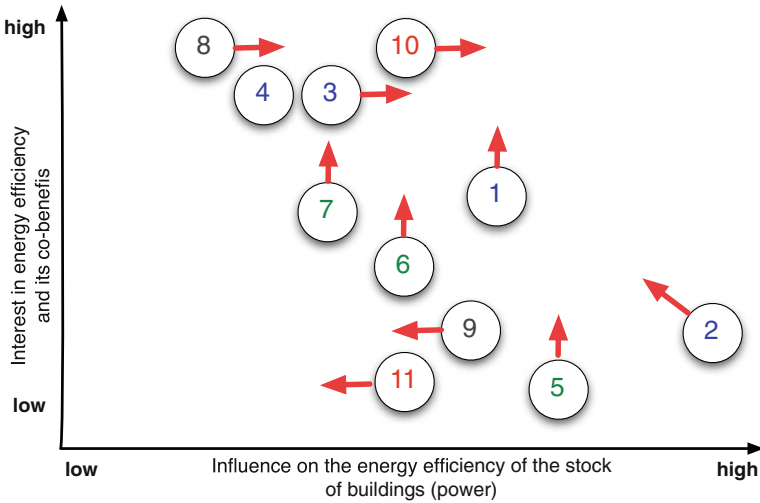 high
8
10
4
3
1
7
6
9
2
11
5
Interest in energy efficiency
and its co-benefis
low
low
Influence on the energy efficiency of the stock
of buildings (power)
high